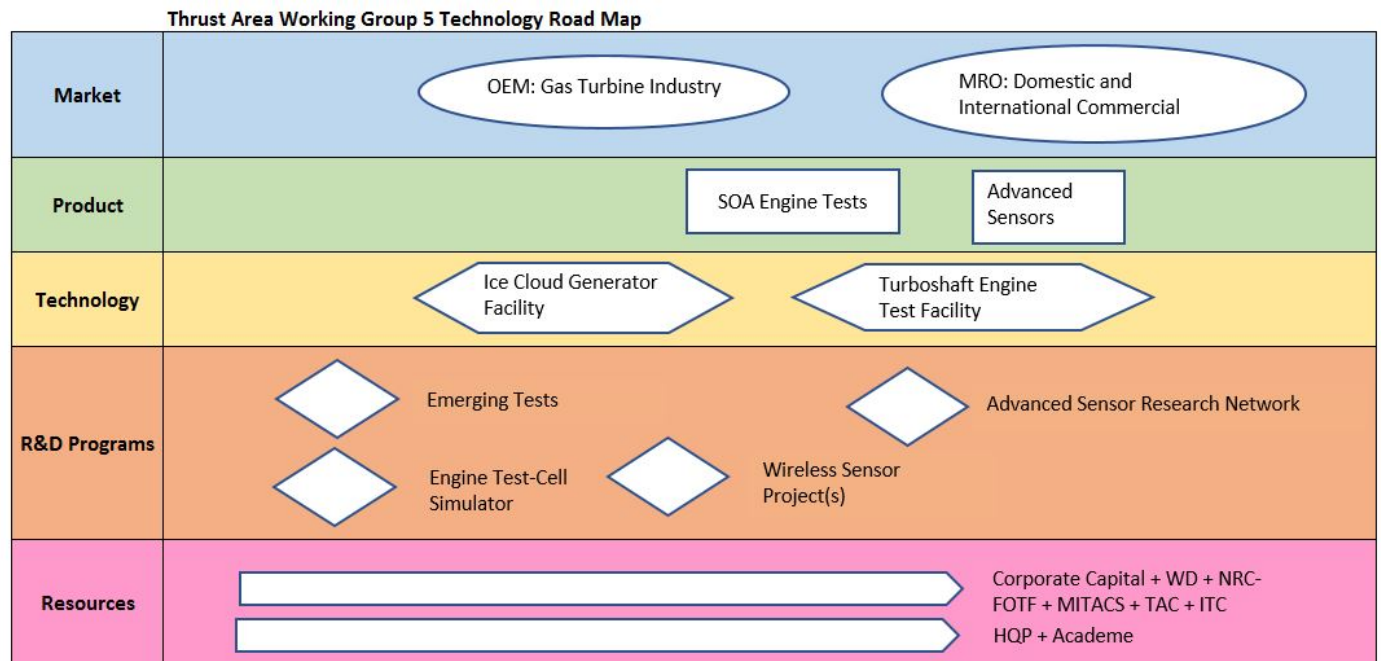 Thrust Area Working Group 5 Technology Road Map
Market
OEM: Gas Turbine Industry
MRO: Domestic and
International Commercial
Product
SOA Engine Tests
Advanced
Sensors
Technology
Ice Cloud Generator
Facility
Turboshaft Engine
Test Facility
R&D Programs
Emerging Tests
Advanced Sensor Research Network
Engine Test-Cell
Simulator
Wireless Sensor
Project(s)
Resources
Corporate Capital + WD + NRC-
FOTF + MITACS + TAC + ITC
HQP + Academe